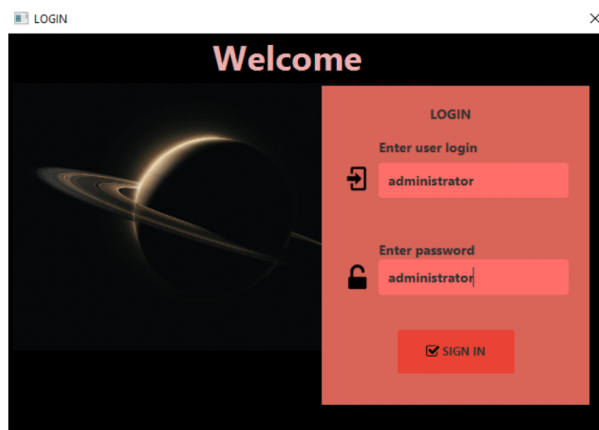 LOGIN
Welcome
LOGIN
Enter user login
administrator
Enter password
administrator
SIGN IN